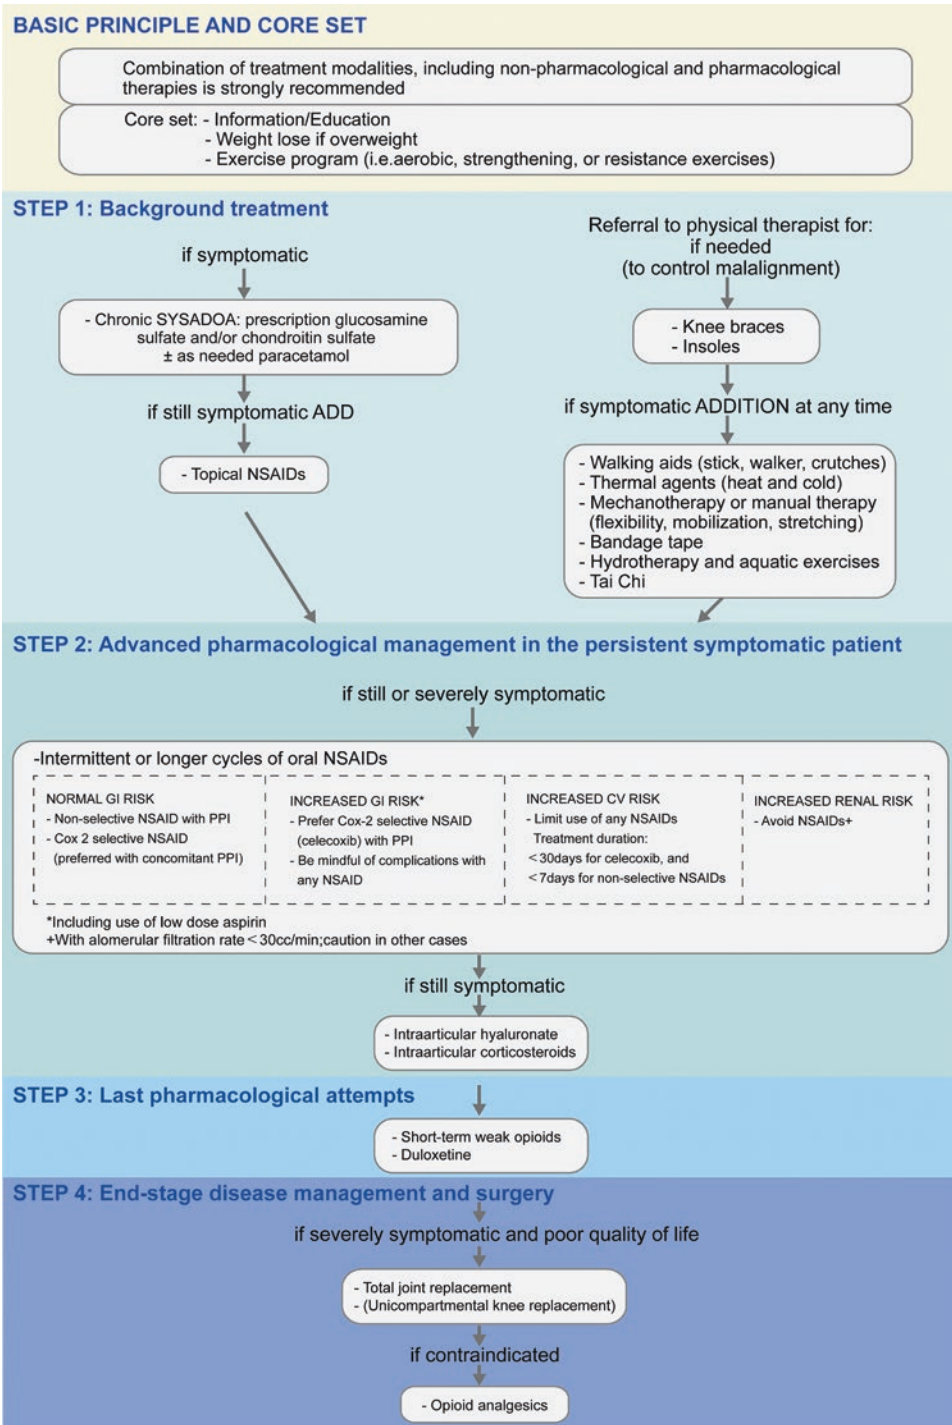 BASIC PRINCIPLE AND CORE SET
Combination of treatment modalities, including non-pharmacological and pharmacological
therapies is strongly recommended
Core set: - Information/Education
- Weight lose if overweight
- Exercise program (i.e.aerobic, strengthening, or resistance exercises)
STEP 1: Background treatment
if symptomatic
- Chronic SYSADOA: prescription glucosamine
sulfate and/or chondroitin sulfate
± as needed paracetamol
if still symptomatic ADD
- Topical NSAIDs
Referral to physical therapist for:
if needed
(to control malalignment)
- Knee braces
- Insoles
if symptomatic ADDITION at any time
- Walking aids (stick, walker, crutches)
- Thermal agents (heat and cold)
- Mechanotherapy or manual therapy
(flexibility, mobilization, stretching)
- Bandage tape
- Hydrotherapy and aquatic exercises
- Tai Chi
STEP 2: Advanced pharmacological management in the persistent symptomatic patient
if still or severely symptomatic
-Intermittent or longer cycles of oral NSAIDs
NORMAL GI RISK
- Non-selective NSAID with PPI
- Cox 2 selective NSAID
(preferred with concomitant PPI)
INCREASED GI RISK*
- Prefer Cox-2 selective NSAID
(celecoxib) with PPI
- Be mindful of complications with
any NSAID
INCREASED CV RISK
- Limit use of any NSAIDs
Treatment duration:
<30days for celecoxib, and
<7days for non-selective NSAIDs
INCREASED RENAL RISK
- Avoid NSAIDs+
*Including use of low dose aspirin
+With alomerular filtration rate <30cc/min;caution in other cases
if still symptomatic
- Intraarticular hyaluronate
- Intraarticular corticosteroids
STEP 3: Last pharmacological attempts
- Short-term weak opioids
- Duloxetine
STEP 4: End-stage disease management and surgery
if severely symptomatic and poor quality of life
- Total joint replacement
- (Unicompartmental knee replacement)
if contraindicated
- Opioid analgesics